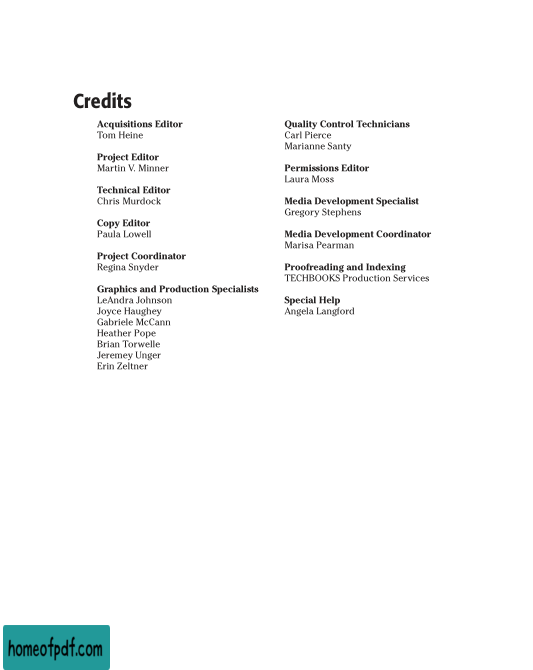 Credits
Acquisitions Editor
Tom Heine
Project Editor
Martin V. Minner
Technical Editor
Chris Murdock
Copy Editor
Paula Lowell
Project Coordinator
Regina Snyder
Graphics and Production Specialists
LeAndra Johnson
Joyce Haughey
Gabriele McCann
Heather Pope
Brian Torwelle
Jeremey Unger
Erin Zeltner
Quality Control Technicians
Carl Pierce
Marianne Santy
Permissions Editor
Laura Moss
Media Development Specialist
Gregory Stephens
Media Development Coordinator
Marisa Pearman
Proofreading and Indexing
TECHBOOKS Production Services
Special Help
Angela Langford
homeofpdf.com